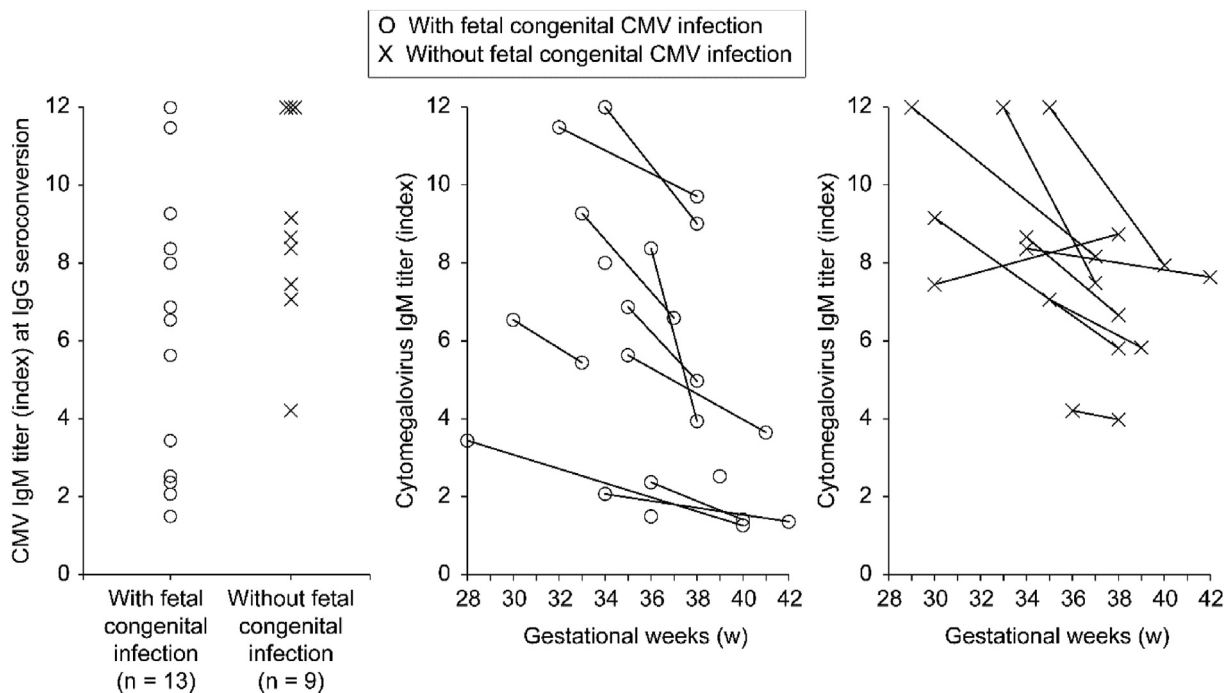 O With fetal congenital CMV infection
X Without fetal congenital CMV infection
CMV IgM titer (index) at IgG seroconversion
12
10
8
6
4
2
0
With fetal
congenital
infection
(n = 13)
Without fetal
congenital
infection
(n = 9)
Cytomegalovirus IgM titer (index)
12
10
8
6
4
2
0
28 30 32 34 36 38 40 42
Gestational weeks (w)
Cytomegalovirus IgM titer (index)
12
10
8
6
4
2
0
28 30 32 34 36 38 40 42
Gestational weeks (w)